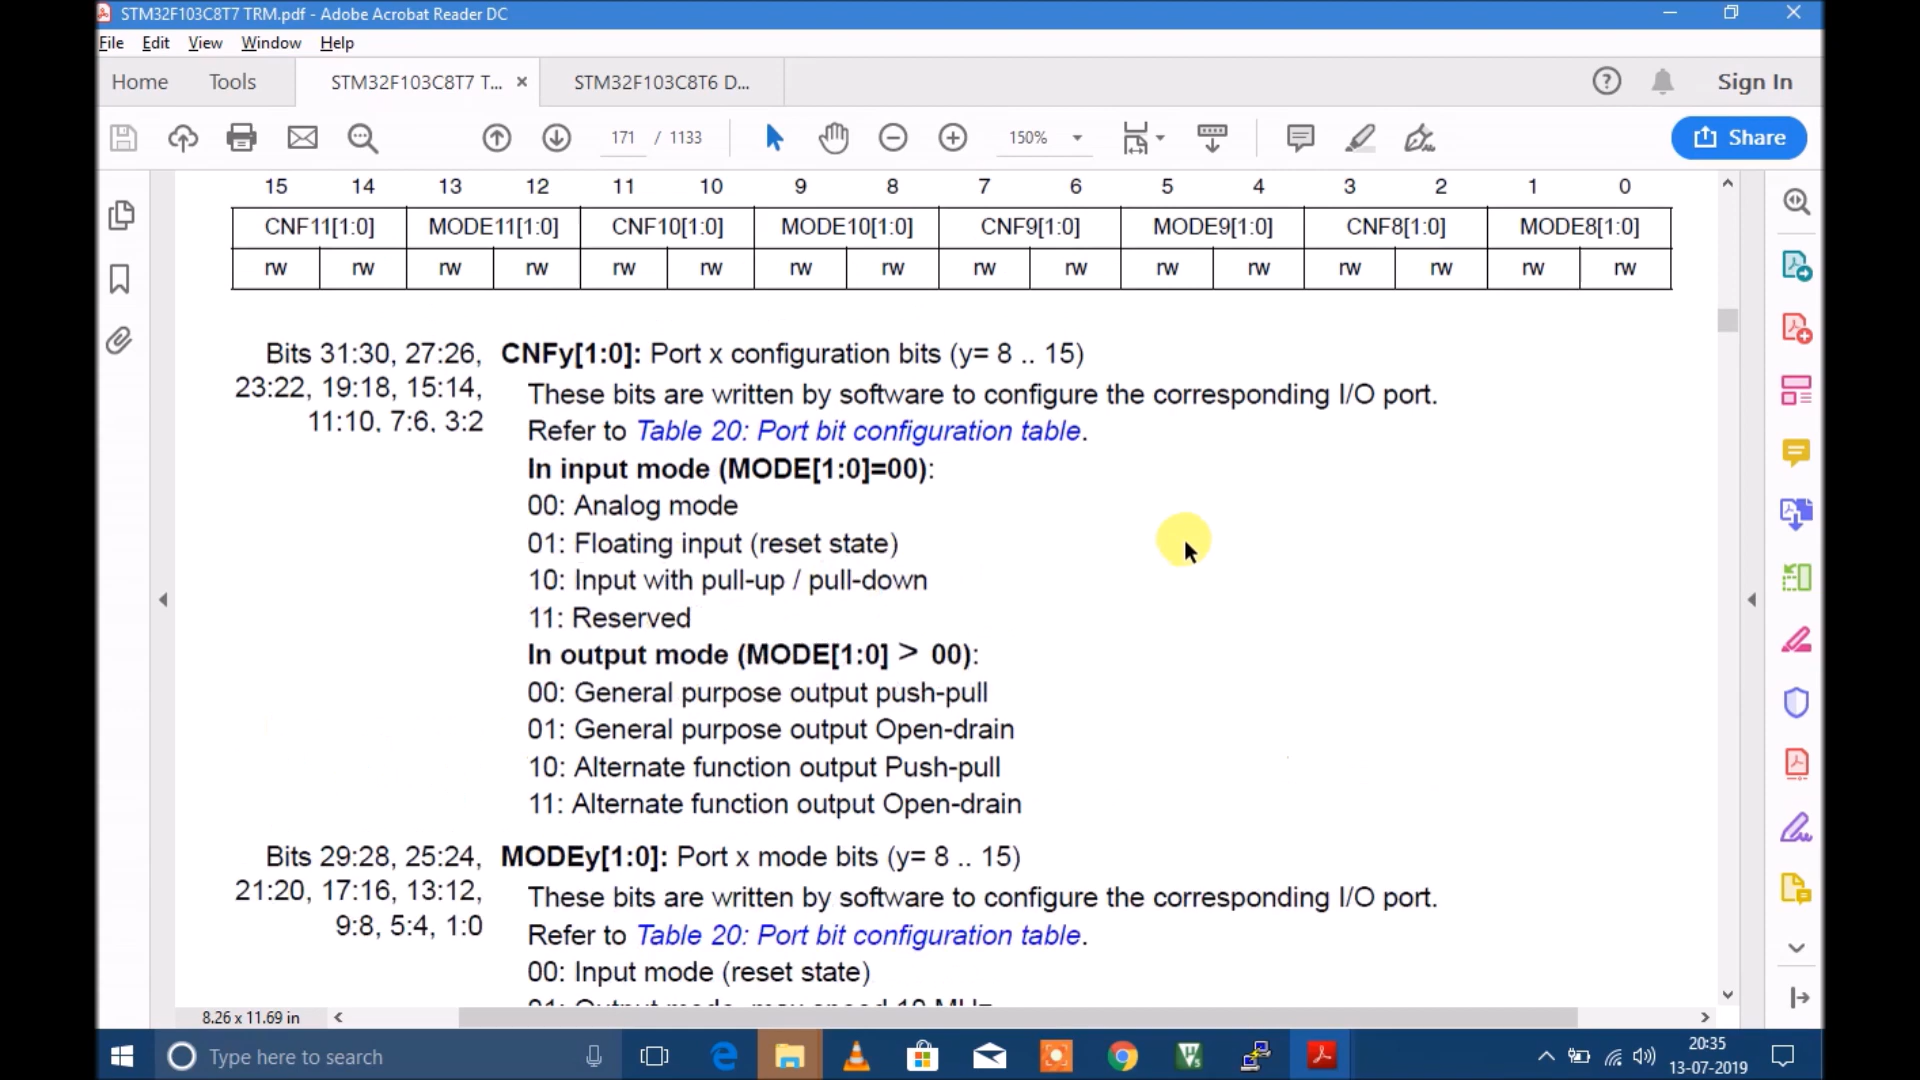 STM32F103C8T7 TRM.pdf - Adobe Acrobat Reader DC
File Edit View Window Help
Home Tools STM32F103C8T7 T... × STM32F103C8T6 D... Sign In
171 / 1133 150% Share
15 14 13 12 11 10 9 8 7 6 5 4 3 2 1 0
CNF11[1:0] MODE11[1:0] CNF10[1:0] MODE10[1:0] CNF9[1:0] MODE9[1:0] CNF8[1:0] MODE8[1:0]
rw rw rw rw rw rw rw rw rw rw rw rw rw rw rw rw
Bits 31:30, 27:26, CNFy[1:0]: Port x configuration bits (y= 8 .. 15)
23:22, 19:18, 15:14, These bits are written by software to configure the corresponding I/O port.
11:10, 7:6, 3:2 Refer to Table 20: Port bit configuration table.
In input mode (MODE[1:0]=00):
00: Analog mode
01: Floating input (reset state)
10: Input with pull-up / pull-down
11: Reserved
In output mode (MODE[1:0] > 00):
00: General purpose output push-pull
01: General purpose output Open-drain
10: Alternate function output Push-pull
11: Alternate function output Open-drain
Bits 29:28, 25:24, MODEy[1:0]: Port x mode bits (y= 8 .. 15)
21:20, 17:16, 13:12, These bits are written by software to configure the corresponding I/O port.
9:8, 5:4, 1:0 Refer to Table 20: Port bit configuration table.
00: Input mode (reset state)
01: Output mode, max speed 10 MHz
8.26 x 11.69 in
Type here to search
20:35
13-07-2019